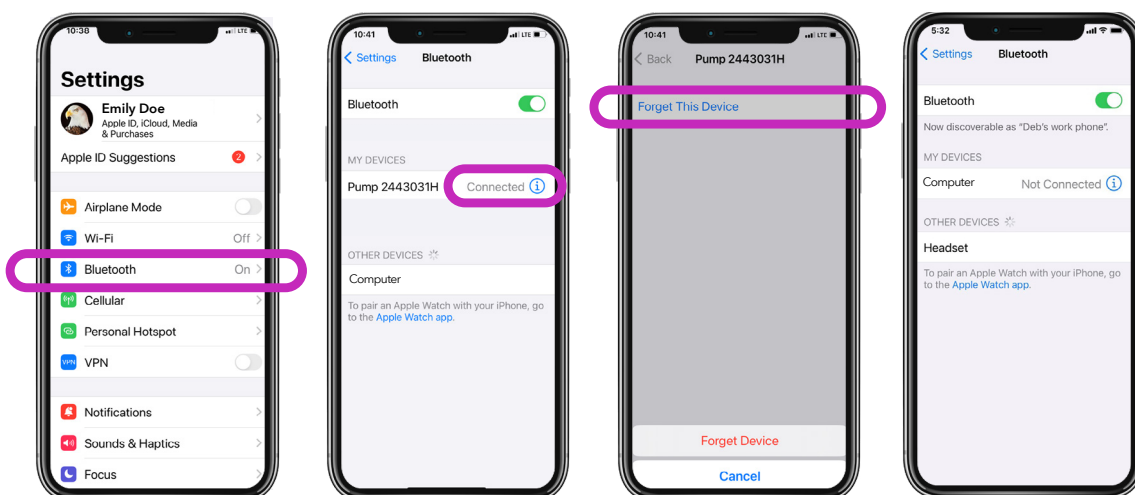 10:38
LTE
Settings
Emily Doe
Apple ID, iCloud, Media
& Purchases
Apple ID Suggestions 2
Airplane Mode
Wi-Fi Off
Bluetooth On
Cellular
Personal Hotspot
VPN VPN
Notifications
Sounds & Haptics
Focus
10:41
LTE
Settings Bluetooth
Bluetooth
MY DEVICES
Pump 2443031H Connected i
OTHER DEVICES
Computer
To pair an Apple Watch with your iPhone, go
to the Apple Watch app.
10:41
LTE
Back Pump 2443031H
Forget This Device
Forget Device
Cancel
5:32
Settings Bluetooth
Bluetooth
Now discoverable as “Deb's work phone”.
MY DEVICES
Computer Not Connected i
OTHER DEVICES
Headset
To pair an Apple Watch with your iPhone, go
to the Apple Watch app.